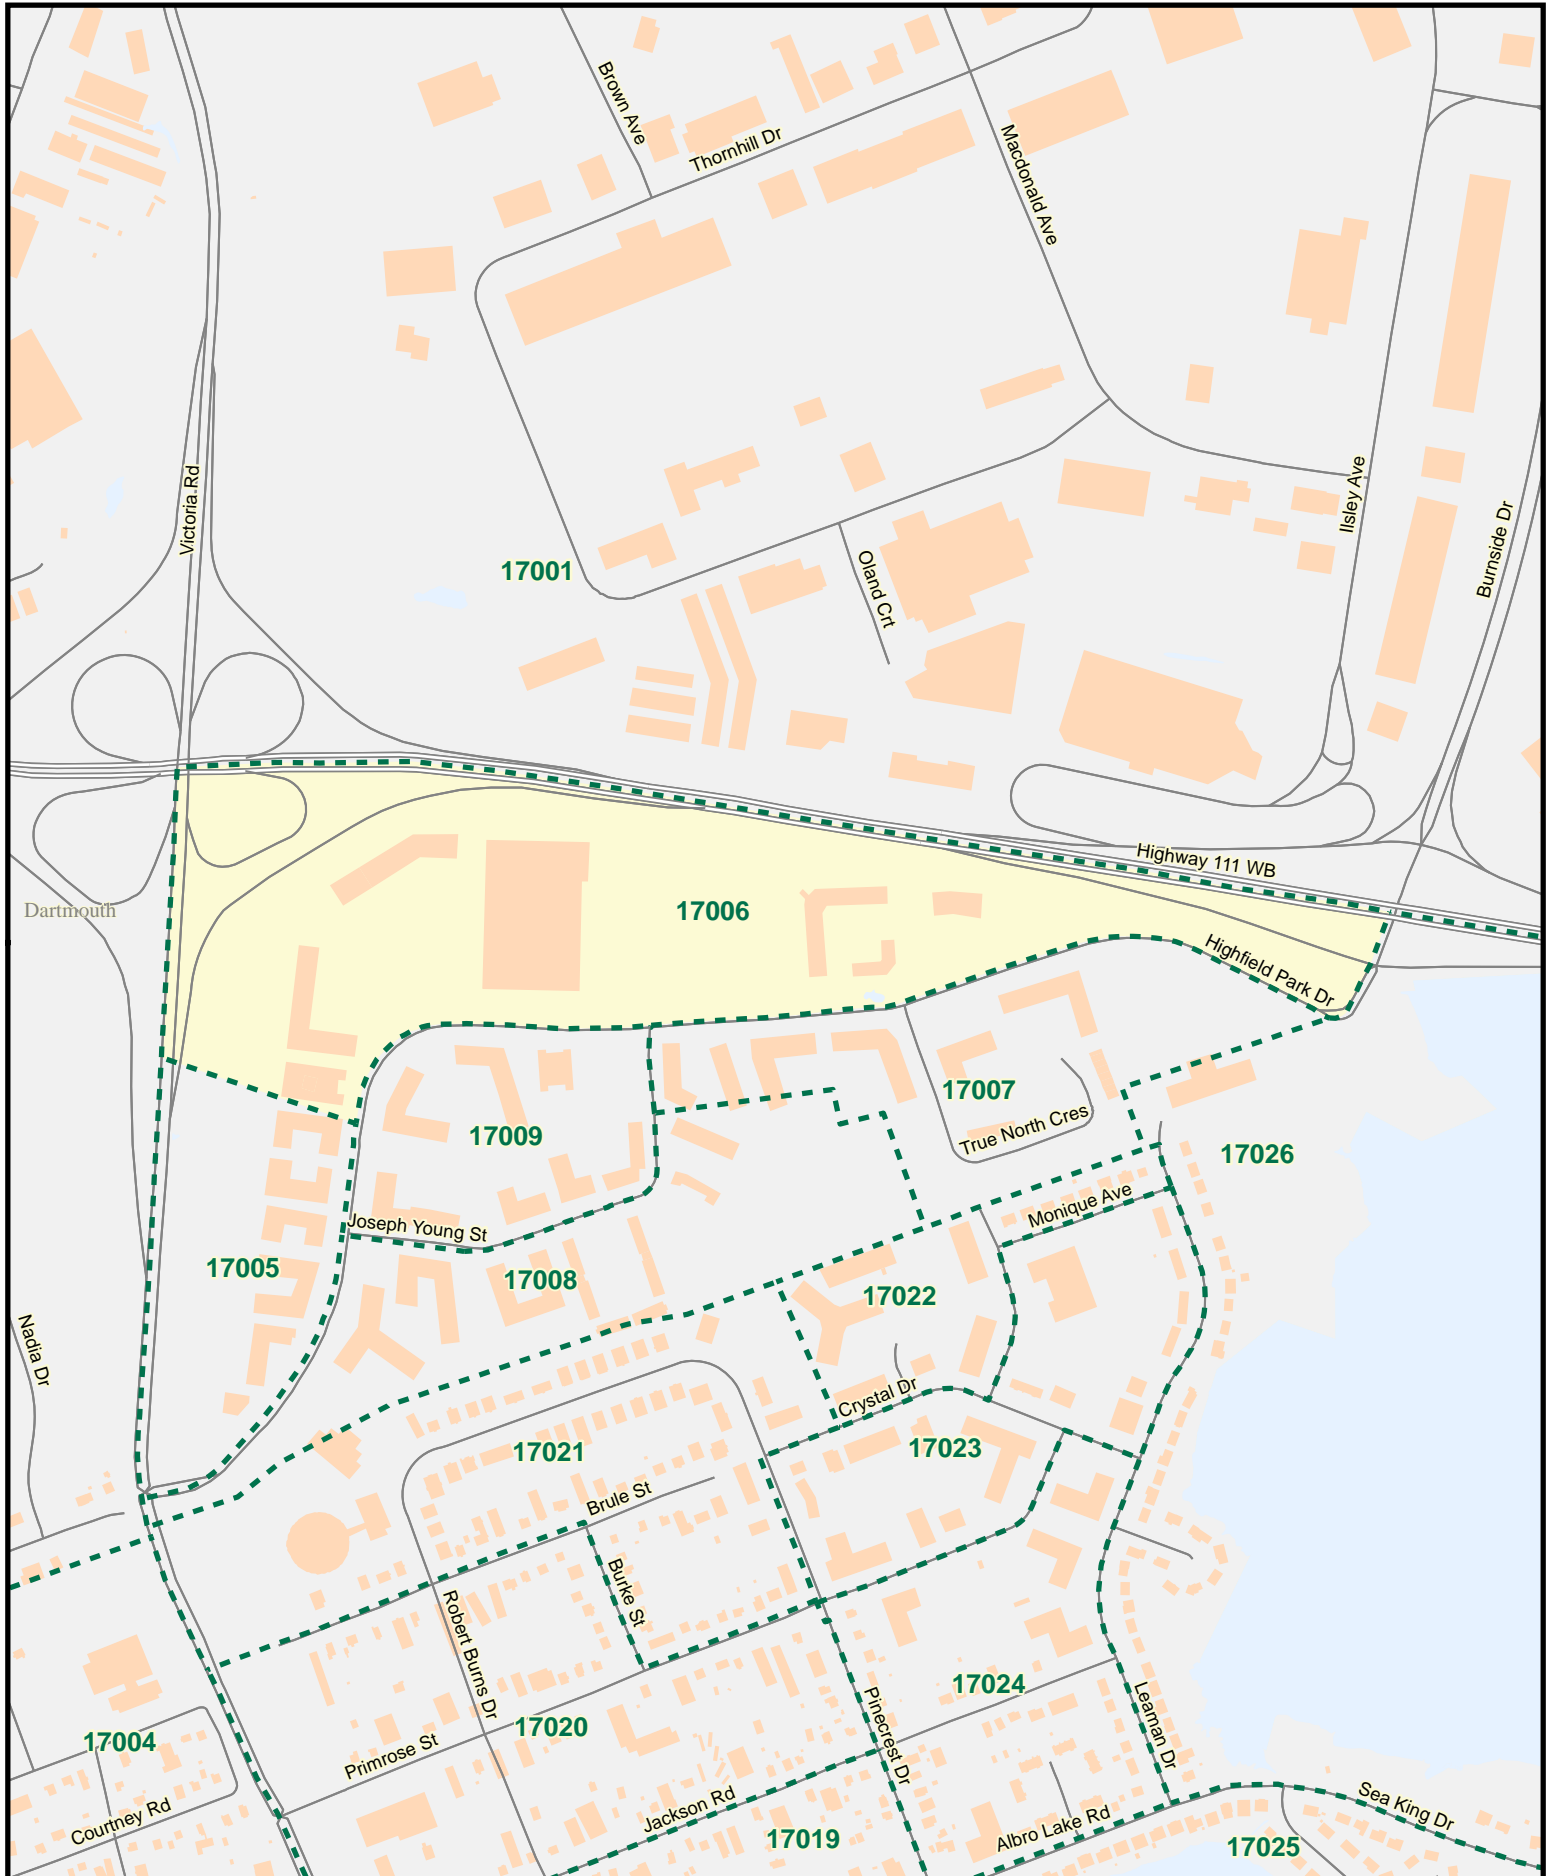 Brown Ave
Thornhill Dr
Macdonald Ave
Victoria Rd
Ilsley Ave
Burnside Dr
17001
Oland Crt
Highway 111 WB
Dartmouth
17006
Highfield Park Dr
17007
17009
True North Cres
17026
Monique Ave
Joseph Young St
17005
17008
17022
Nadia Dr
Crystal Dr
17021
17023
Brule St
Burke St
Robert Burns Dr
17024
Pinecrest Dr
Leaman Dr
17020
17004
Primrose St
Jackson Rd
Courtney Rd
Sea King Dr
Albro Lake Rd
17019
17025